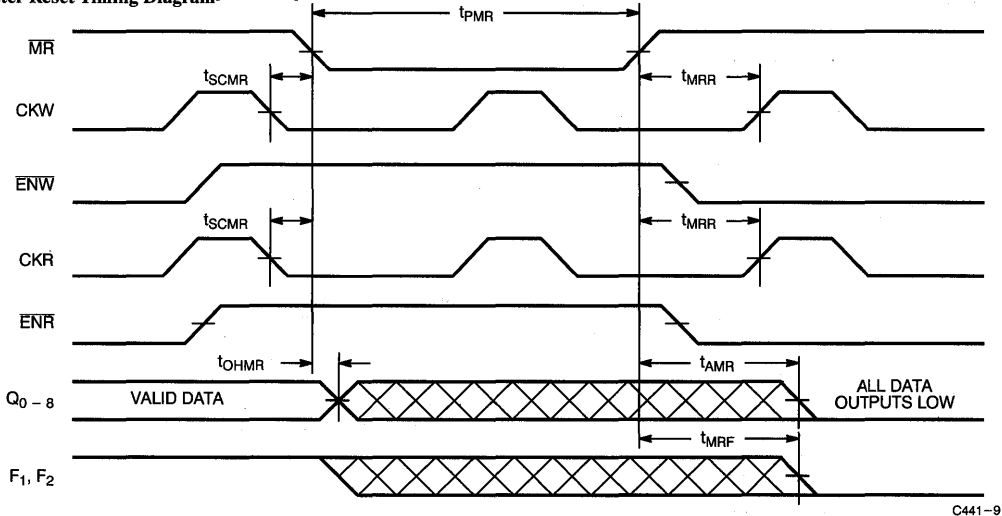 Reset Timing Diagram
tPMR
MR
tSCMR
tMRR
CKW
ENW
tSCMR
tMRR
CKR
ENR
tOHMR
tAMR
Q0 – 8
VALID DATA
ALL DATA
OUTPUTS LOW
tMRF
F1, F2
C441–9